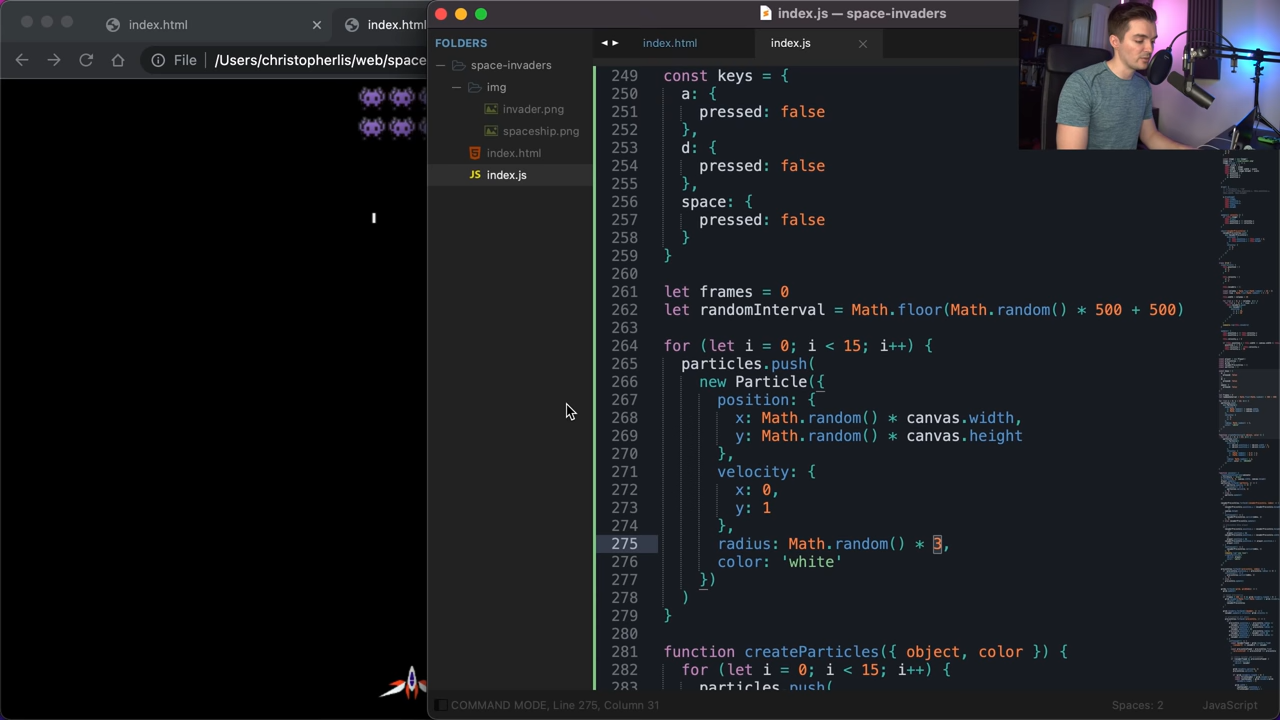 index.html
index.html
File
/Users/christopherlis/web/space
index.js — space-invaders
FOLDERS
space-invaders
img
invader.png
spaceship.png
index.html
JS index.js
index.html
index.js
249 const keys = {
250 a: {
251 pressed: false
252 },
253 d: {
254 pressed: false
255 },
256 space: {
257 pressed: false
258 }
259 }
260
261 let frames = 0
262 let randomInterval = Math.floor(Math.random() * 500 + 500)
263
264 for (let i = 0; i < 15; i++) {
265 particles.push(
266 new Particle({
267 position: {
268 x: Math.random() * canvas.width,
269 y: Math.random() * canvas.height
270 },
271 velocity: {
272 x: 0,
273 y: 1
274 },
275 radius: Math.random() * 3,
276 color: 'white'
277 })
278 )
279 }
280
281 function createParticles({ object, color }) {
282 for (let i = 0; i < 15; i++) {
283 particles.push(
COMMAND MODE, Line 275, Column 31
Spaces: 2
JavaScript